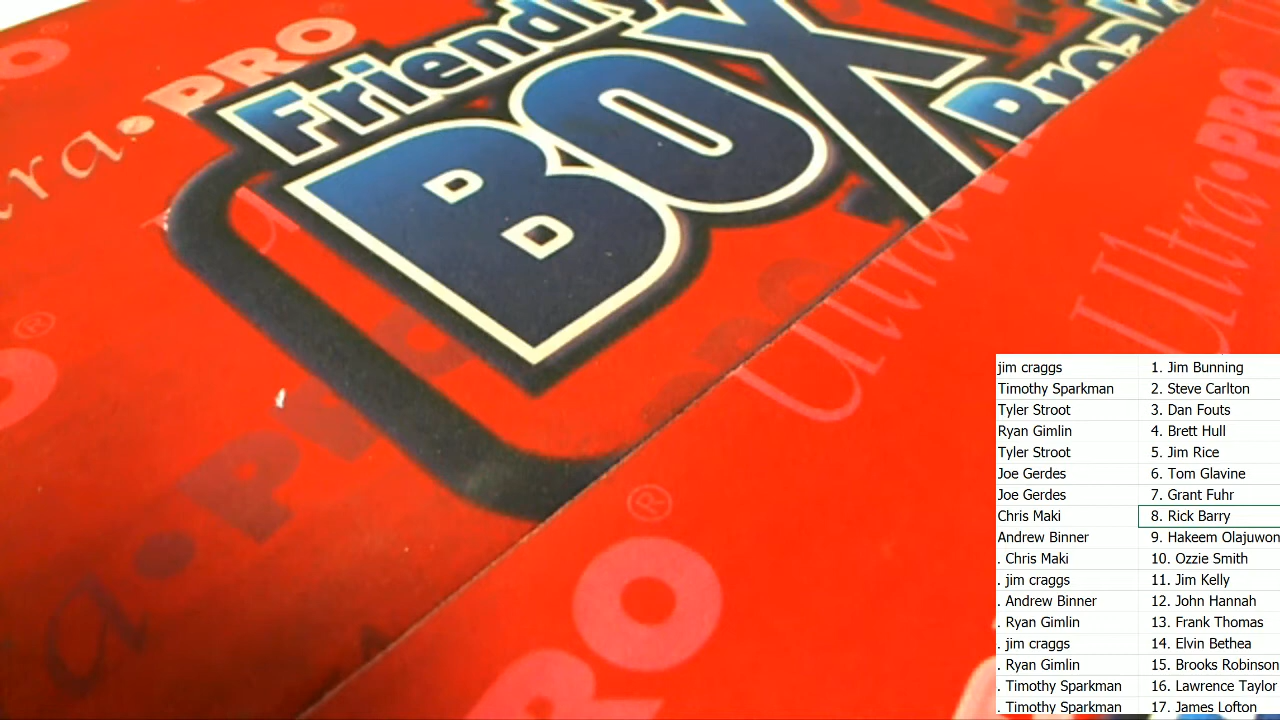 Friendly
BOX
ra•PRO®
Ultra•PRO
Ultra•P
PRO®
a•P
jim craggs 1. Jim Bunning
Timothy Sparkman 2. Steve Carlton
Tyler Stroot 3. Dan Fouts
Ryan Gimlin 4. Brett Hull
Tyler Stroot 5. Jim Rice
Joe Gerdes 6. Tom Glavine
Joe Gerdes 7. Grant Fuhr
Chris Maki 8. Rick Barry
Andrew Binner 9. Hakeem Olajuwon
. Chris Maki 10. Ozzie Smith
. jim craggs 11. Jim Kelly
. Andrew Binner 12. John Hannah
. Ryan Gimlin 13. Frank Thomas
. jim craggs 14. Elvin Bethea
. Ryan Gimlin 15. Brooks Robinson
. Timothy Sparkman 16. Lawrence Taylor
. Timothy Sparkman 17. James Lofton